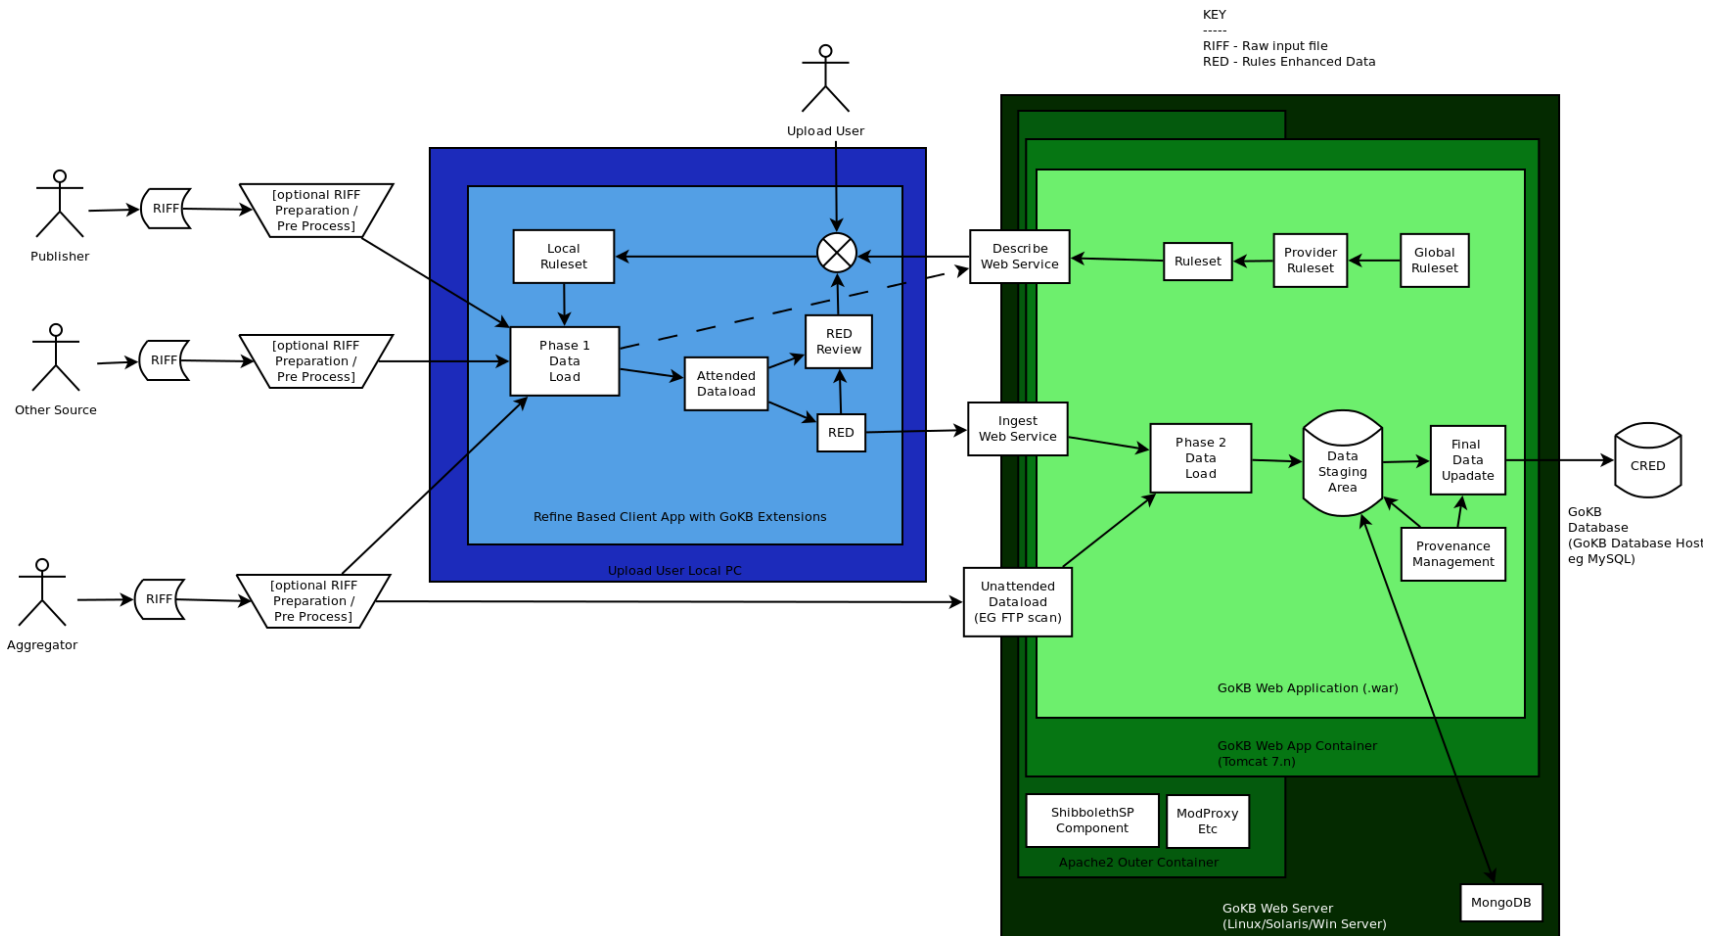 KEY
-----
RIFF - Raw input file
RED - Rules Enhanced Data
Upload User
Publisher
RIFF
[optional RIFF
Preparation /
Pre Process]
Other Source
RIFF
[optional RIFF
Preparation /
Pre Process]
Aggregator
RIFF
[optional RIFF
Preparation /
Pre Process]
Local
Ruleset
Phase 1
Data
Load
Attended
Dataload
RED
Review
RED
Refine Based Client App with GoKB Extensions
Upload User Local PC
Describe
Web Service
Ruleset
Provider
Ruleset
Global
Ruleset
Ingest
Web Service
Phase 2
Data
Load
Data
Staging
Area
Final
Data
Upadate
Provenance
Management
Unattended
Dataload
(EG FTP scan)
CRED
GoKB
Database
(GoKB Database Host
eg MySQL)
GoKB Web Application (.war)
GoKB Web App Container
(Tomcat 7.n)
ShibbolethSP
Component
ModProxy
Etc
Apache2 Outer Container
MongoDB
GoKB Web Server
(Linux/Solaris/Win Server)